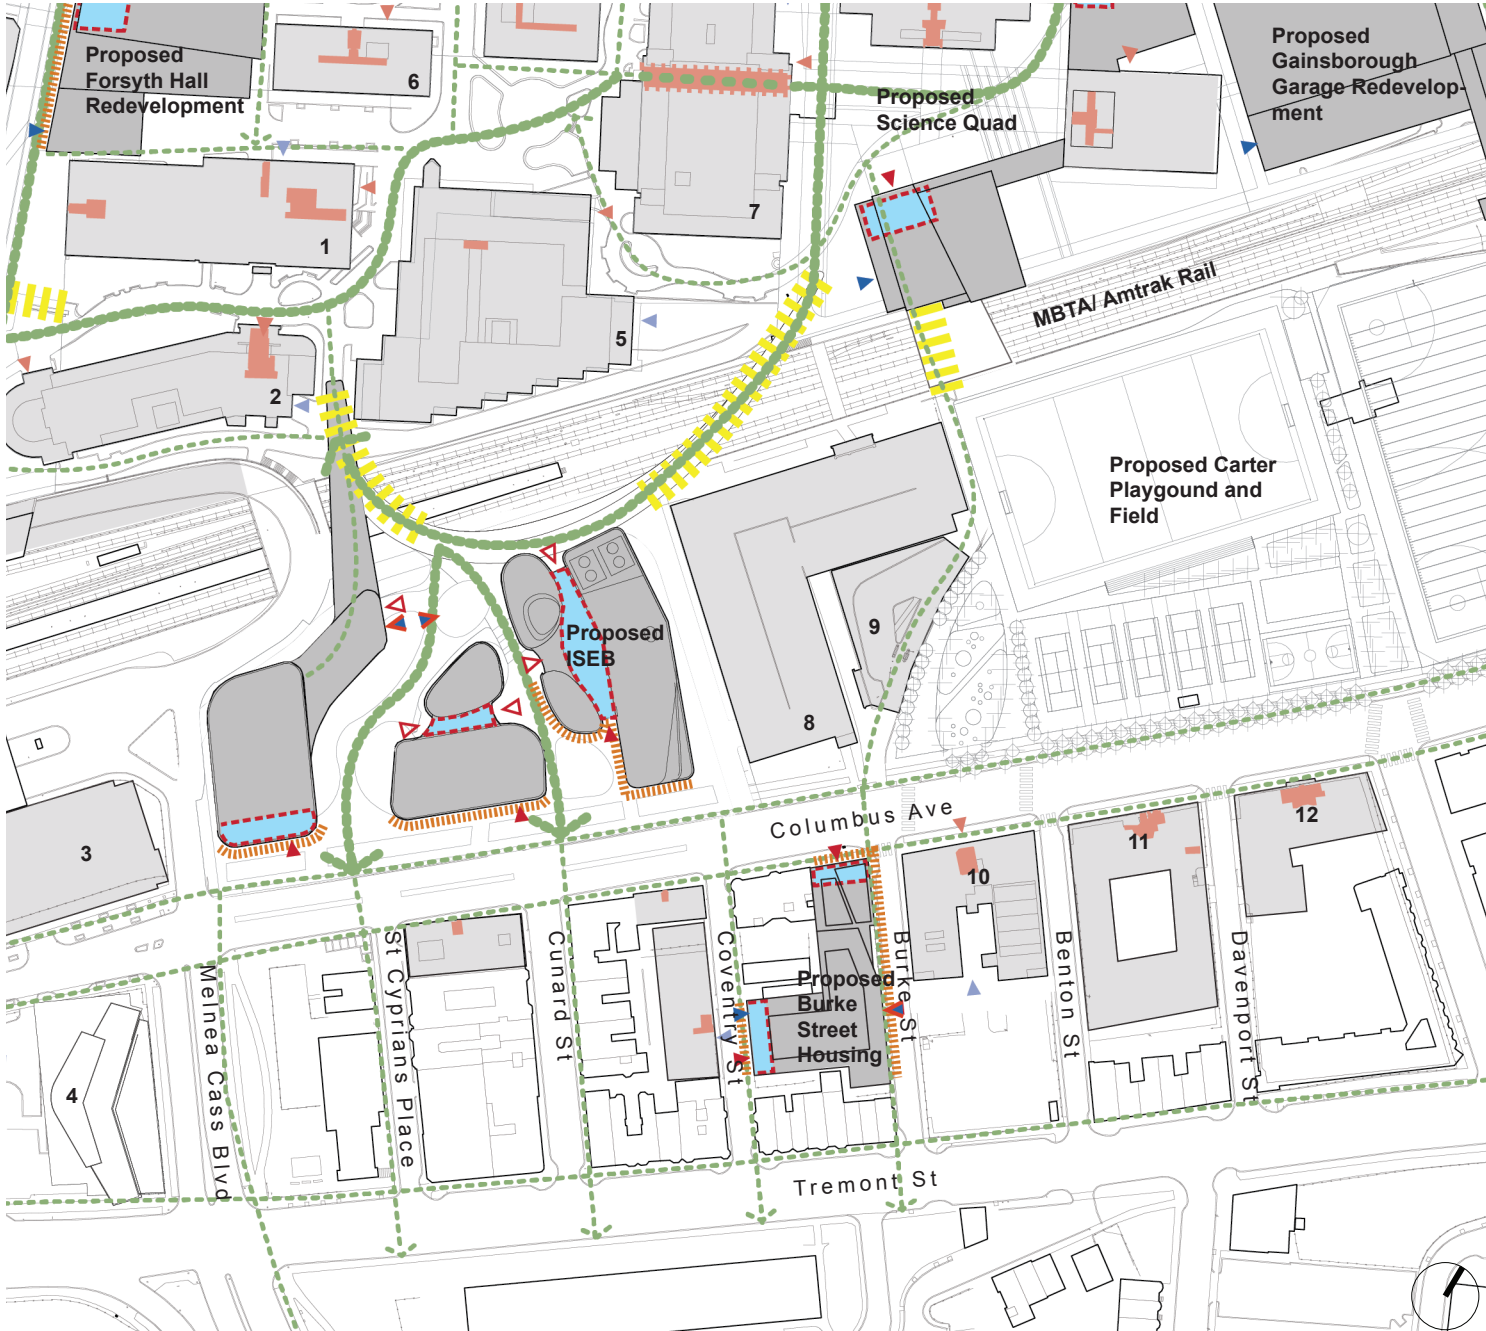 Proposed
Forsyth Hall
Redevelopment
6
Proposed
Science Quad
Proposed
Gainsborough
Garage Redevelop-
ment
7
1
MBTA/ Amtrak Rail
5
2
Proposed Carter
Playgound and
Field
Proposed
ISEB
9
8
3
Columbus Ave
10
11
12
4
Melnea Cass Blvd
St Cyprians Place
Cunard St
Coventry St
Proposed
Burke
Street
Housing
Burke St
Benton St
Davenport St
Tremont St